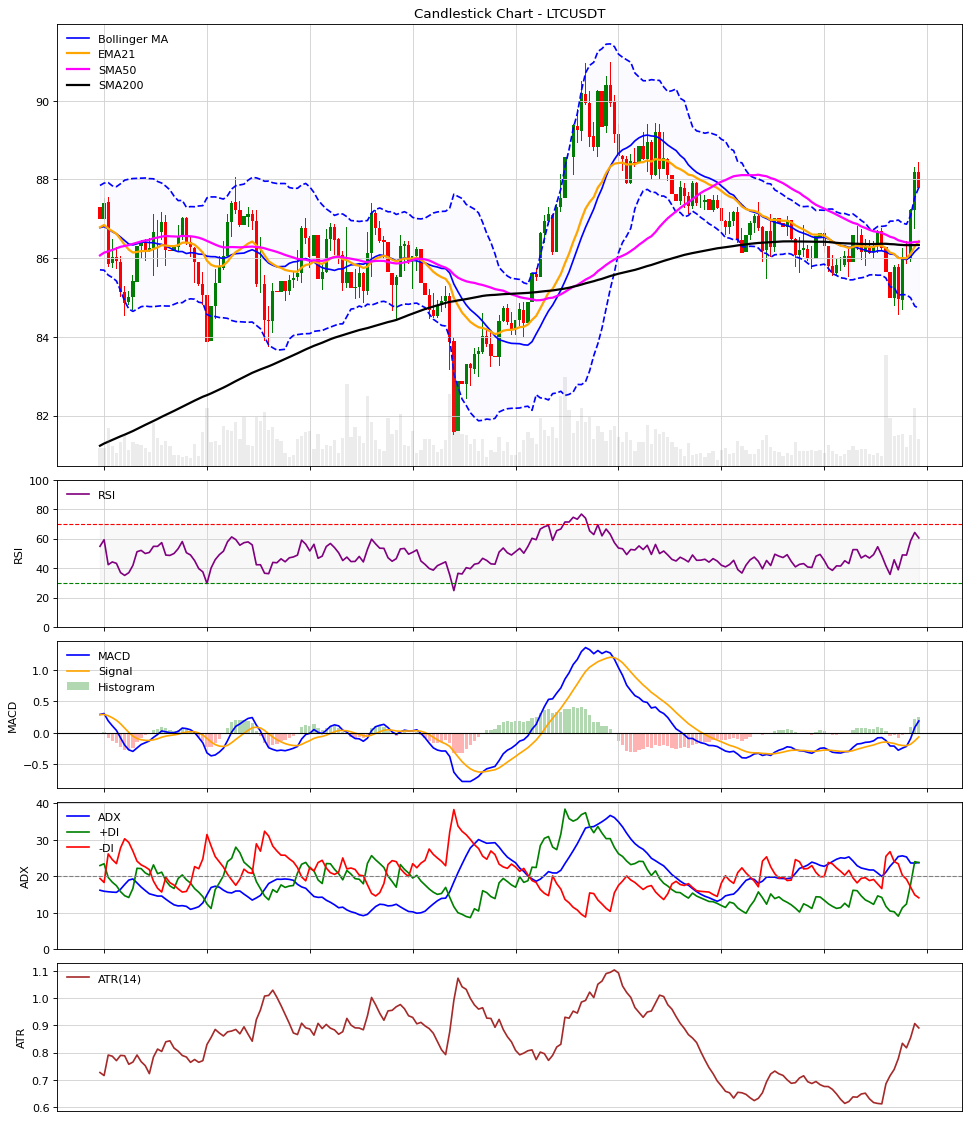 Candlestick Chart - LTCUSDT
Bollinger MA
EMA21
SMA50
SMA200
90
88
86
84
82
RSI
100
80
60
40
20
0
RSI
MACD
Signal
Histogram
1.0
0.5
0.0
−0.5
MACD
ADX
+DI
-DI
40
30
20
10
0
ADX
ATR(14)
1.1
1.0
0.9
0.8
0.7
0.6
ATR